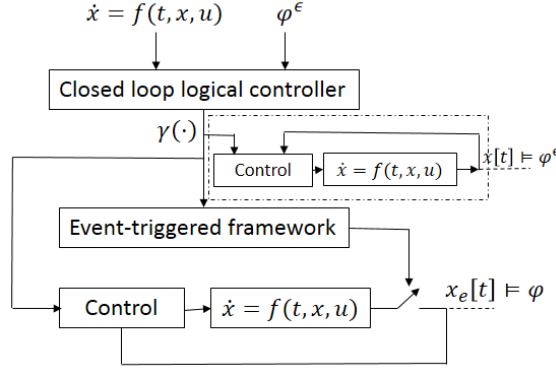 ẋ = f(t, x, u) φ^ϵ
Closed loop logical controller
γ(·)
Control ẋ = f(t, x, u) x[t] ⊨ φ^ϵ
Event-triggered framework
Control ẋ = f(t, x, u) x_e[t] ⊨ φ